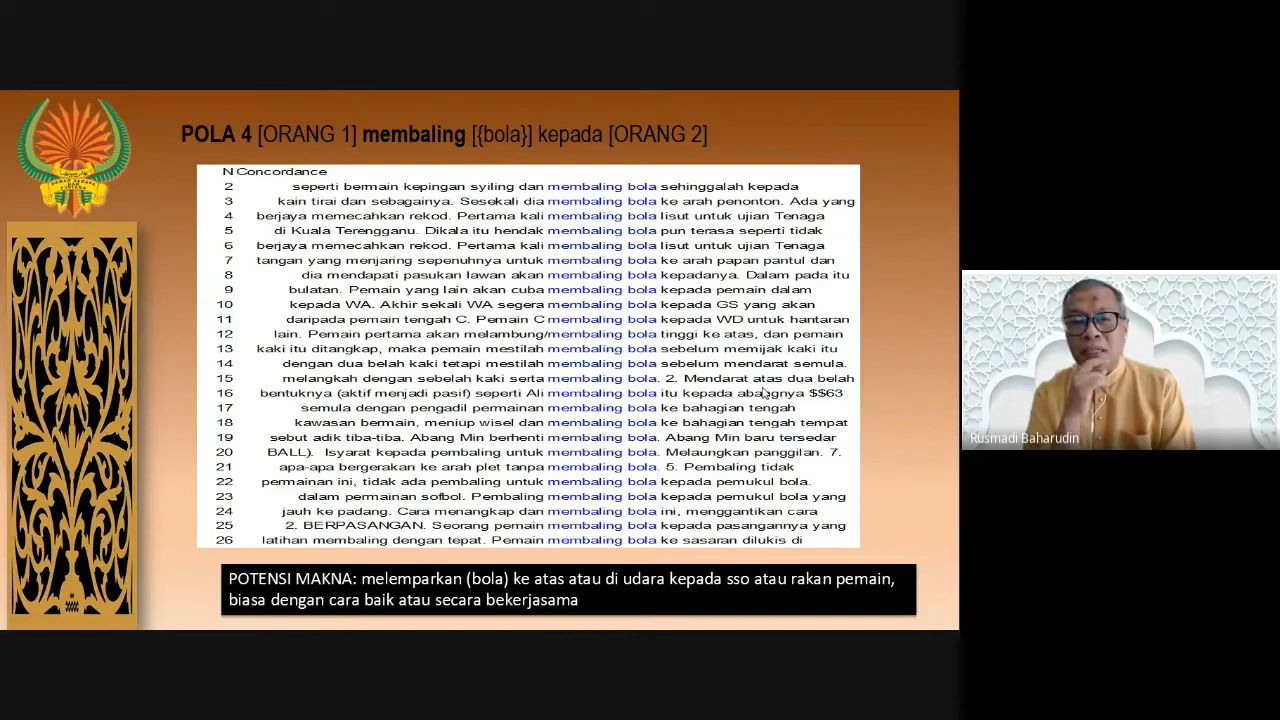 POLA 4 [ORANG 1] membaling [{bola}] kepada [ORANG 2]
N Concordance
2 seperti bermain kepingan syiling dan membaling bola sehinggalah kepada
3 kain tirai dan sebagainya. Sesekali dia membaling bola ke arah penonton. Ada yang
4 berjaya memecahkan rekod. Pertama kali membaling bola lisut untuk ujian Tenaga
5 di Kuala Terengganu. Dikala itu hendak membaling bola pun terasa seperti tidak
6 berjaya memecahkan rekod. Pertama kali membaling bola lisut untuk ujian Tenaga
7 tangan yang menjaring sepenuhnya untuk membaling bola ke arah papan pantul dan
8 dia mendapati pasukan lawan akan membaling bola kepadanya. Dalam pada itu
9 bulatan. Pemain yang lain akan cuba membaling bola kepada pemain dalam
10 kepada WA. Akhir sekali WA segera membaling bola kepada GS yang akan
11 daripada pemain tengah C. Pemain C membaling bola kepada WD untuk hantaran
12 lain. Pemain pertama akan melambung/membaling bola tinggi ke atas, dan pemain
13 kaki itu ditangkap, maka pemain mestilah membaling bola sebelum memijak kaki itu
14 dengan dua belah kaki tetapi mestilah membaling bola sebelum mendarat semula.
15 melangkah dengan sebelah kaki serta membaling bola. 2. Mendarat atas dua belah
16 bentuknya (aktif menjadi pasif) seperti Ali membaling bola itu kepada abangnya $$63
17 semula dengan pengadil permainan membaling bola ke bahagian tengah
18 kawasan bermain, meniup wisel dan membaling bola ke bahagian tengah tempat
19 sebut adik tiba-tiba. Abang Min berhenti membaling bola. Abang Min baru tersedar
20 BALL). Isyarat kepada pembaling untuk membaling bola. Melaungkan panggilan. 7.
21 apa-apa bergerakan ke arah plet tanpa membaling bola. 5. Pembaling tidak
22 permainan ini, tidak ada pembaling untuk membaling bola kepada pemukul bola.
23 dalam permainan sofbol. Pembaling membaling bola kepada pemukul bola yang
24 jauh ke padang. Cara menangkap dan membaling bola ini, menggantikan cara
25 2. BERPASANGAN. Seorang pemain membaling bola kepada pasangannya yang
26 latihan membaling dengan tepat. Pemain membaling bola ke sasaran dilukis di
POTENSI MAKNA: melemparkan (bola) ke atas atau di udara kepada sso atau rakan pemain,
biasa dengan cara baik atau secara bekerjasama
Rusmadi Baharudin